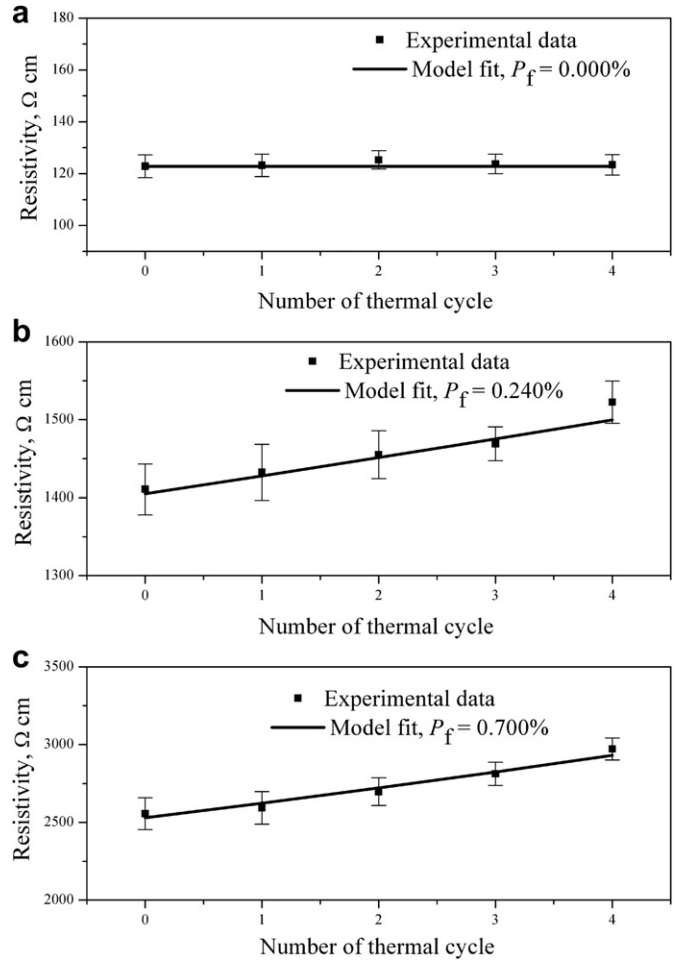 a
180
160
140
120
100
Resistivity, Ω cm
Experimental data
Model fit, P_f = 0.000%
0 1 2 3 4
Number of thermal cycle
b
1600
1500
1400
1300
Resistivity, Ω cm
Experimental data
Model fit, P_f = 0.240%
0 1 2 3 4
Number of thermal cycle
c
3500
3000
2500
2000
Resistivity, Ω cm
Experimental data
Model fit, P_f = 0.700%
0 1 2 3 4
Number of thermal cycle